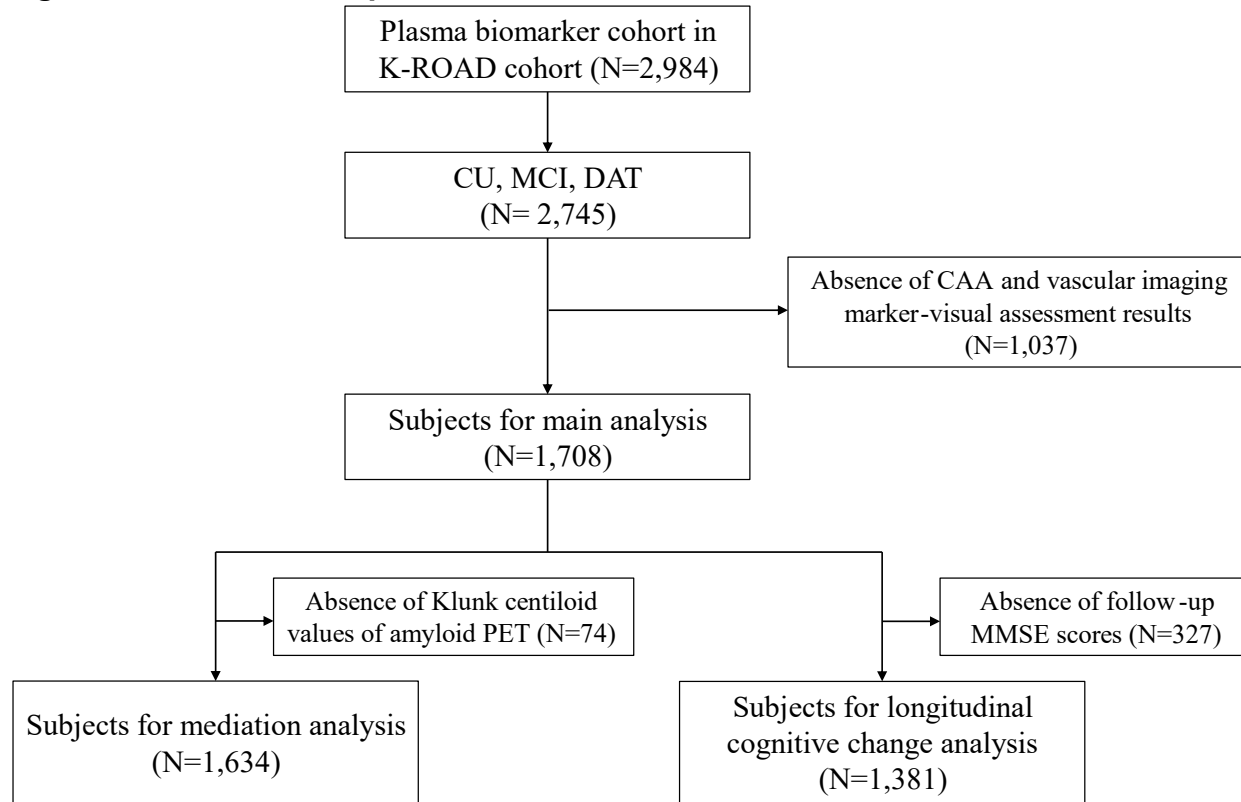 Plasma biomarker cohort in
K-ROAD cohort (N=2,984)
CU, MCI, DAT
(N= 2,745)
Absence of CAA and vascular imaging
marker-visual assessment results
(N=1,037)
Subjects for main analysis
(N=1,708)
Absence of Klunk centiloid
values of amyloid PET (N=74)
Absence of follow-up
MMSE scores (N=327)
Subjects for mediation analysis
(N=1,634)
Subjects for longitudinal
cognitive change analysis
(N=1,381)